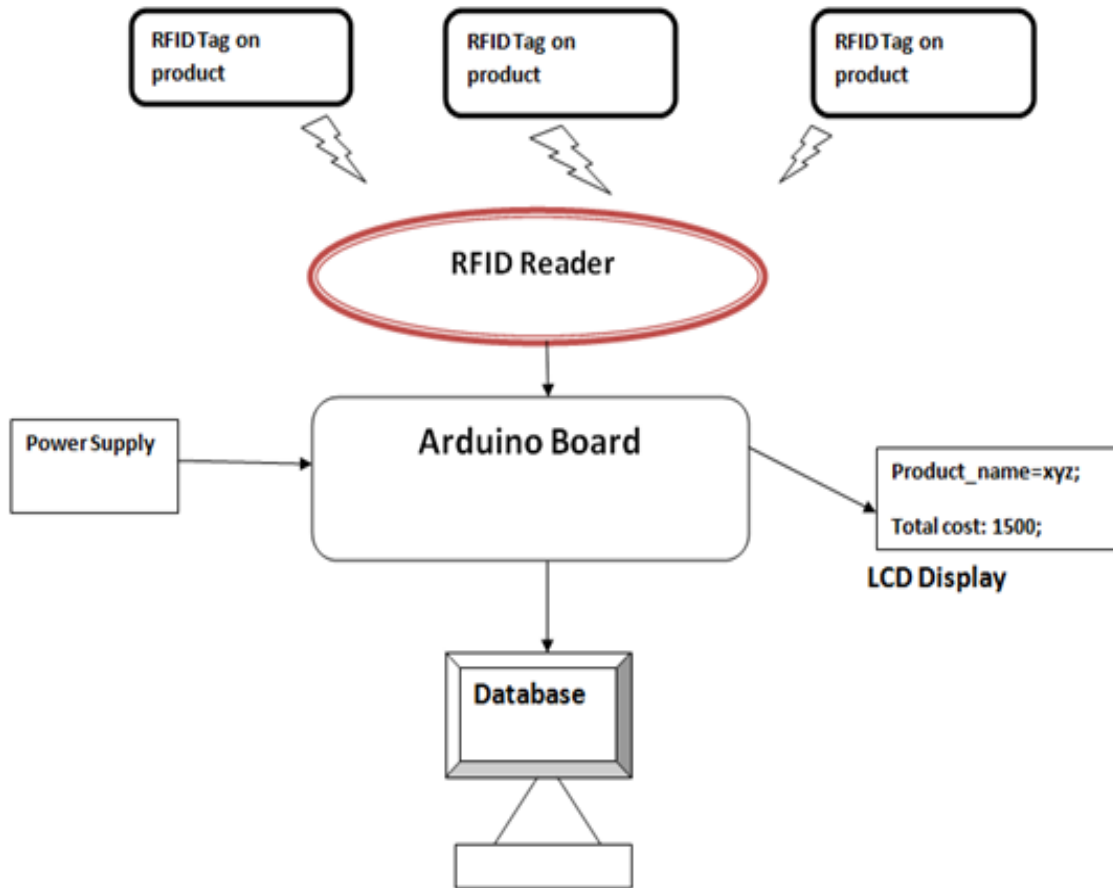 RFID Tag on
product
RFID Tag on
product
RFID Tag on
product
RFID Reader
Arduino Board
Power Supply
Product_name=xyz;
Total cost: 1500;
LCD Display
Database